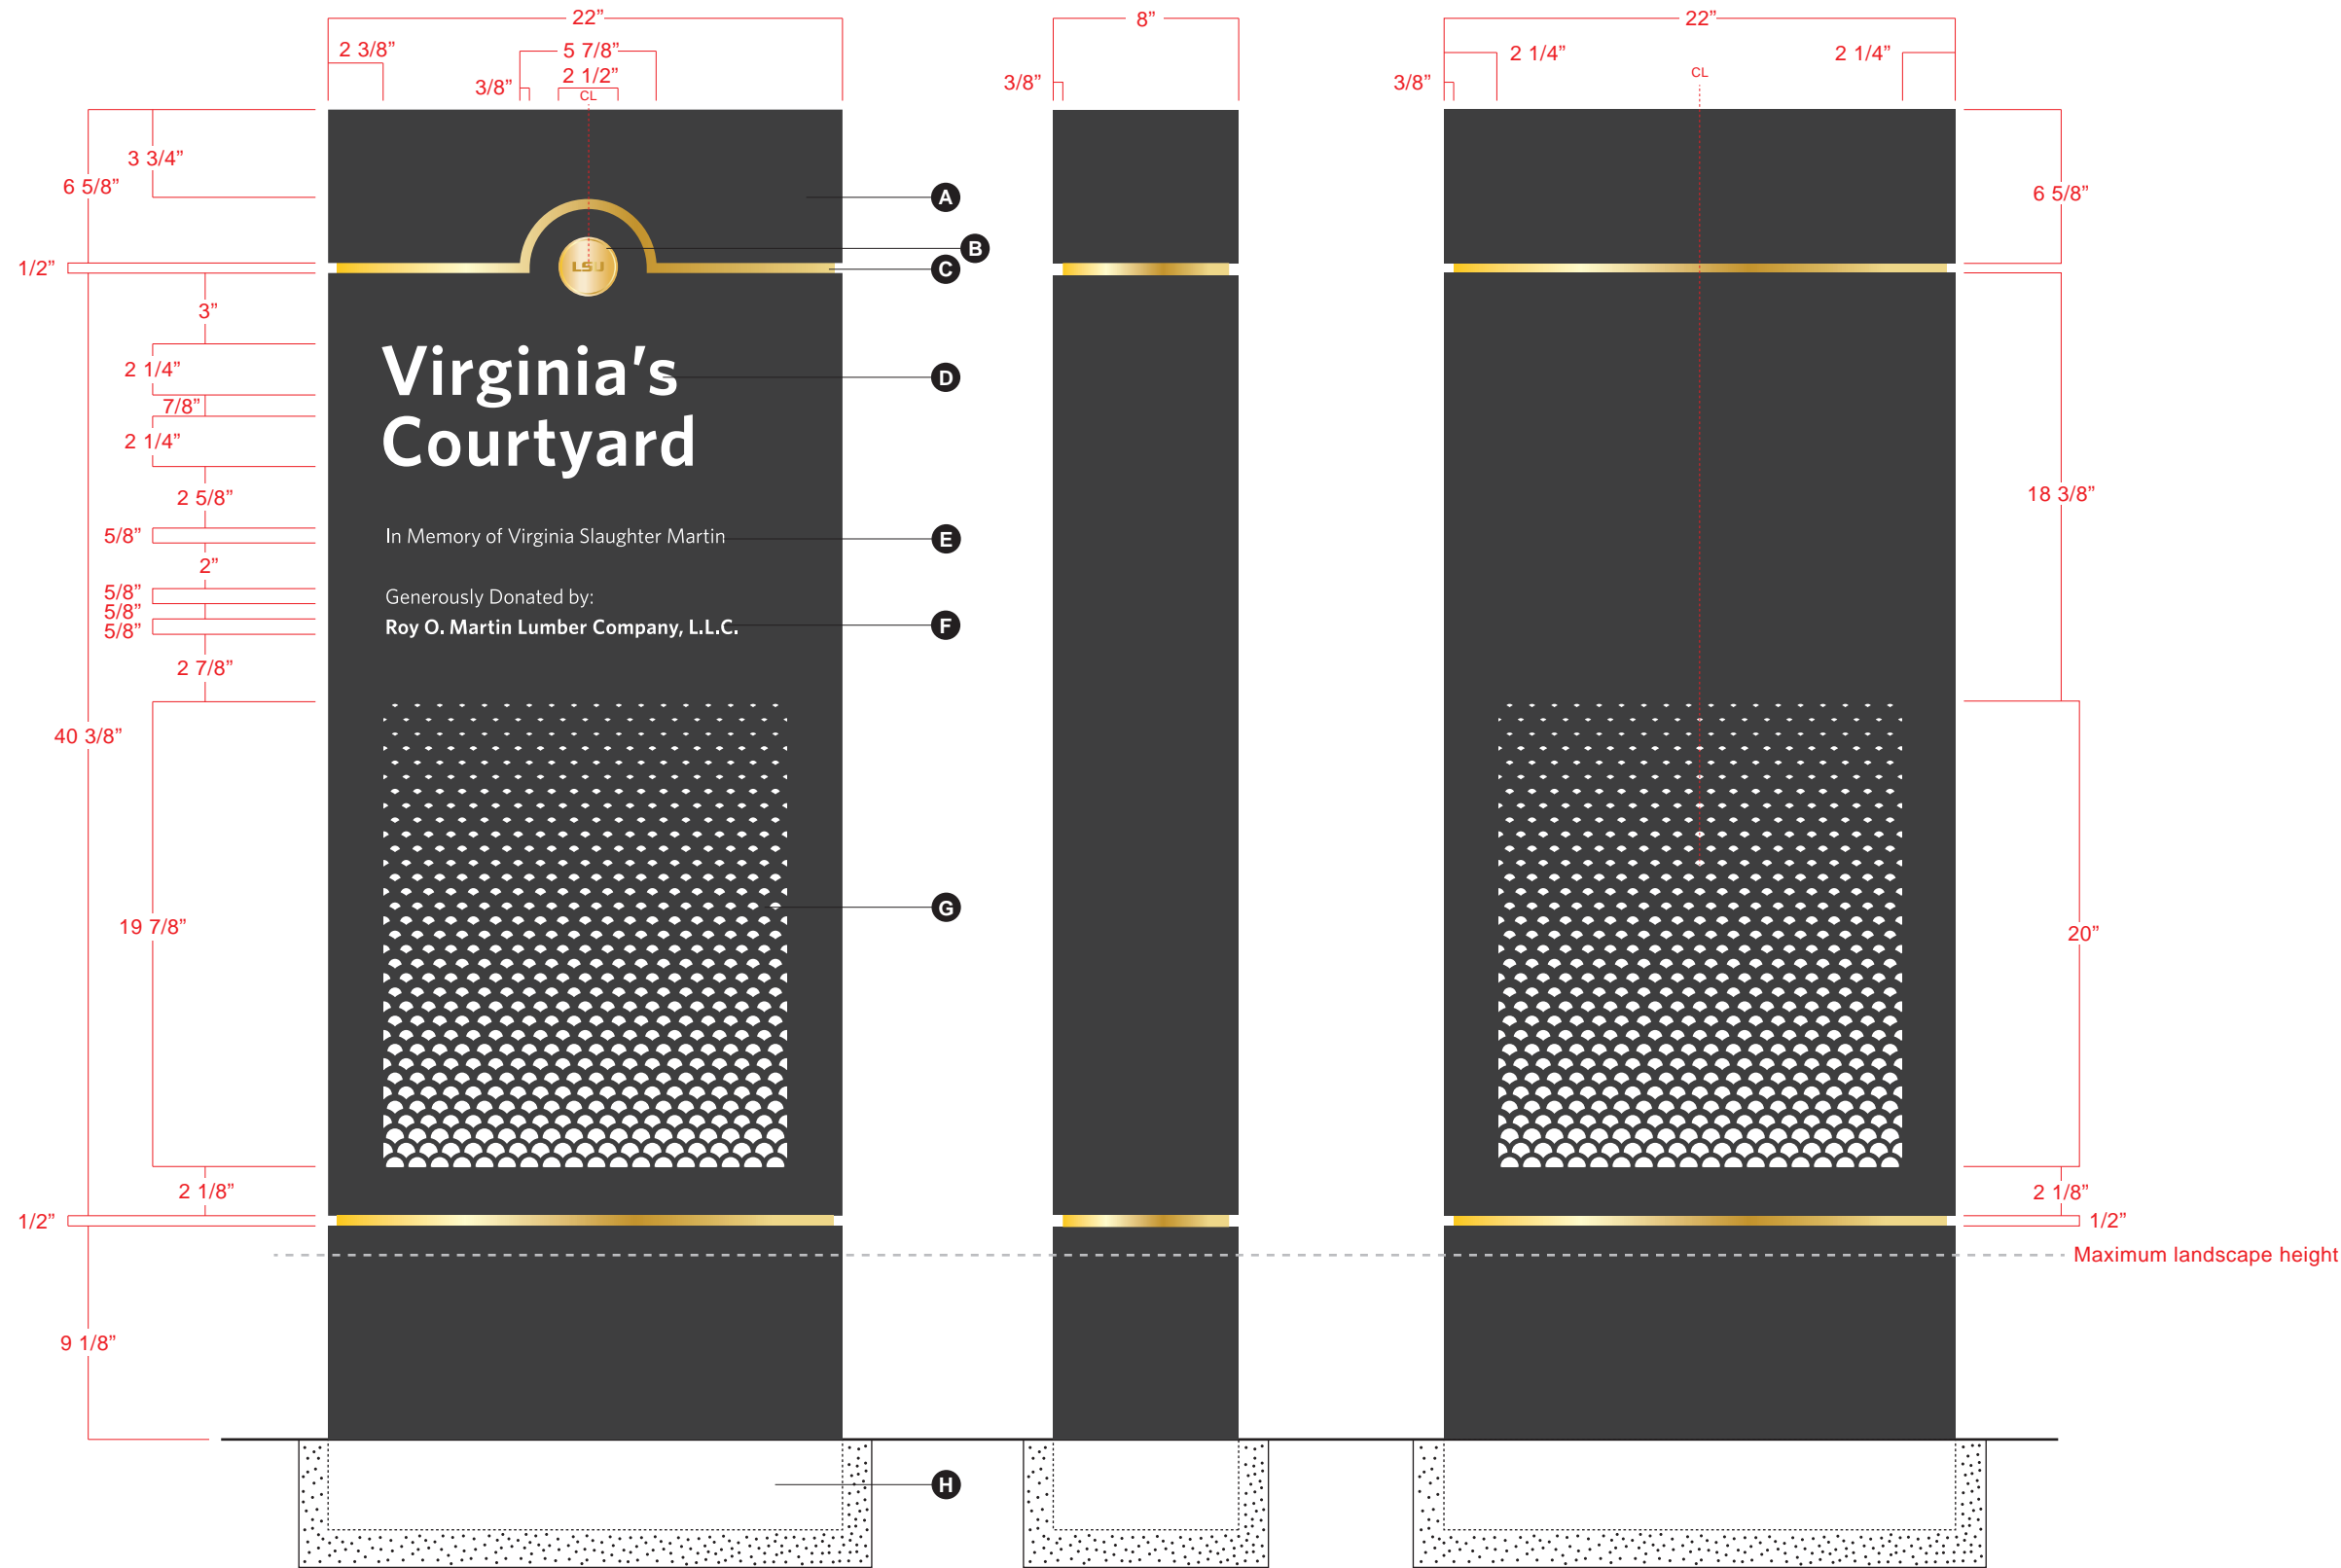 22”
8”
22”
2 3/8”
5 7/8”
2 1/4”
2 1/4”
2 1/2”
3/8”
3/8”
3/8”
CL
CL
3 3/4”
6 5/8”
6 5/8”
A
B
LSU
1/2”
C
3”
Virginia’s
2 1/4”
D
7/8”
Courtyard
2 1/4”
2 5/8”
18 3/8”
5/8”
In Memory of Virginia Slaughter Martin
E
2”
5/8”
Generously Donated by:
5/8”
5/8”
Roy O. Martin Lumber Company, L.L.C.
F
2 7/8”
40 3/8”
G
19 7/8”
20”
2 1/8”
2 1/8”
1/2”
1/2”
Maximum landscape height
9 1/8”
H